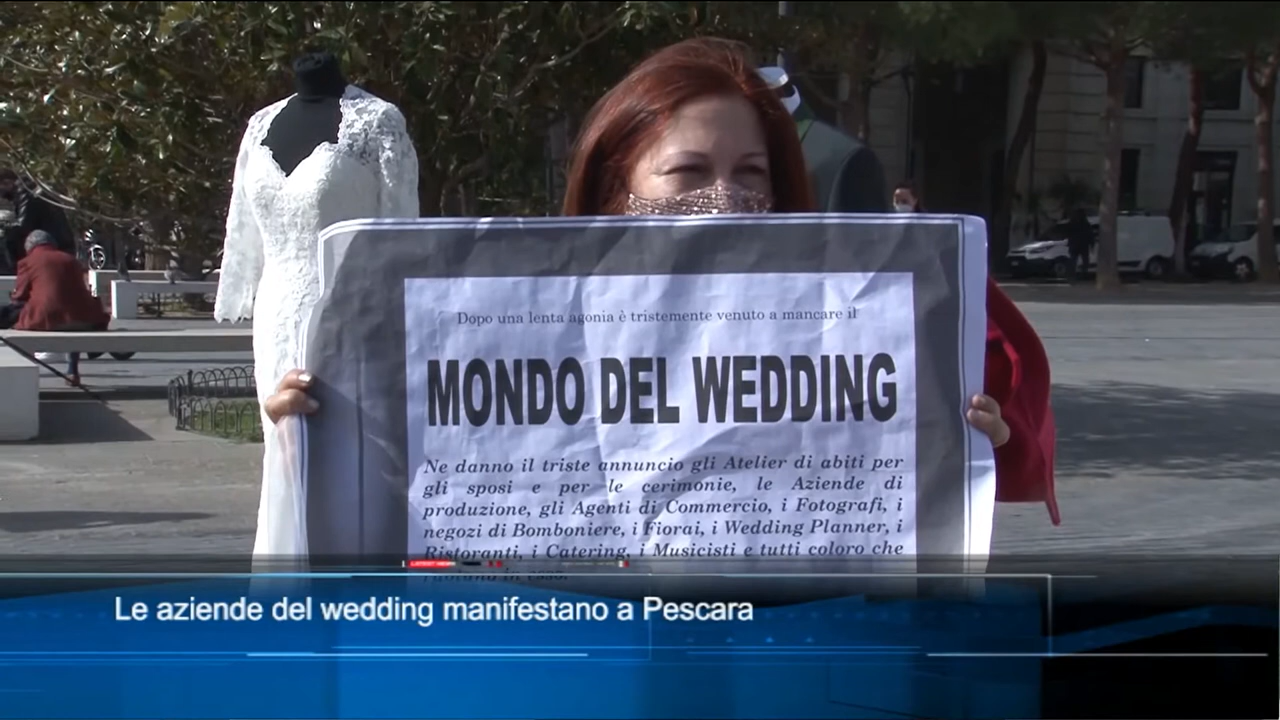 Dopo una lenta agonia è tristemente venuto a mancare il
MONDO DEL WEDDING
Ne danno il triste annuncio gli Atelier di abiti per
gli sposi e per le cerimonie, le Aziende di
produzione, gli Agenti di Commercio, i Fotografi, i
negozi di Bomboniere, i Fiorai, i Wedding Planner, i
Ristoranti, i Catering, i Musicisti e tutti coloro che
LATEST NEWS
Le aziende del wedding manifestano a Pescara